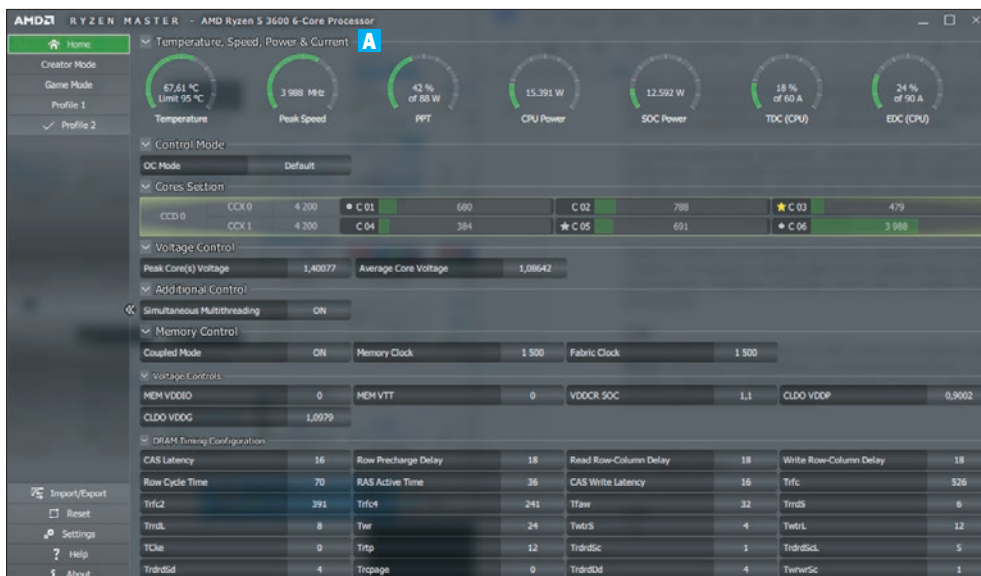 AMD RYZEN MASTER - AMD Ryzen 5 3600 6-Core Processor
Home
Creator Mode
Game Mode
Profile 1
Profile 2
Import/Export
Reset
Settings
Help
About
Temperature, Speed, Power & Current A
67,61 °C
Limit 95 °C
Temperature
3 988 MHz
Peak Speed
42 %
of 88 W
PPT
15.391 W
CPU Power
12.592 W
SOC Power
18 %
of 60 A
TDC (CPU)
24 %
of 90 A
EDC (CPU)
Control Mode
OC Mode Default
Cores Section
CCD 0
CCX 0 4 200 C 01 680 C 02 788 C 03 479
CCX 1 4 200 C 04 384 C 05 691 C 06 3 988
Voltage Control
Peak Core(s) Voltage 1,40077 Average Core Voltage 1,08642
Additional Control
Simultaneous Multithreading ON
Memory Control
Coupled Mode ON Memory Clock 1 500 Fabric Clock 1 500
Voltage Controls
MEM VDDIO 0 MEM VTT 0 VDDCR SOC 1,1 CLDO VDDP 0,9002
CLDO VDDG 1,0979
DRAM Timing Configuration
CAS Latency 16 Row Precharge Delay 18 Read Row-Column Delay 18 Write Row-Column Delay 18
Row Cycle Time 70 RAS Active Time 36 CAS Write Latency 16 Trfc 526
Trfc2 391 Trfc4 241 Tfaw 32 TrrdS 6
TrrdL 8 Twr 24 TwtrS 4 TwtrL 12
TCke 0 Trtp 12 TrdrdSc 1 TrdrdScL 5
TrdrdSd 4 Trcpage 0 TrdrdDd 4 TwrwrSc 1